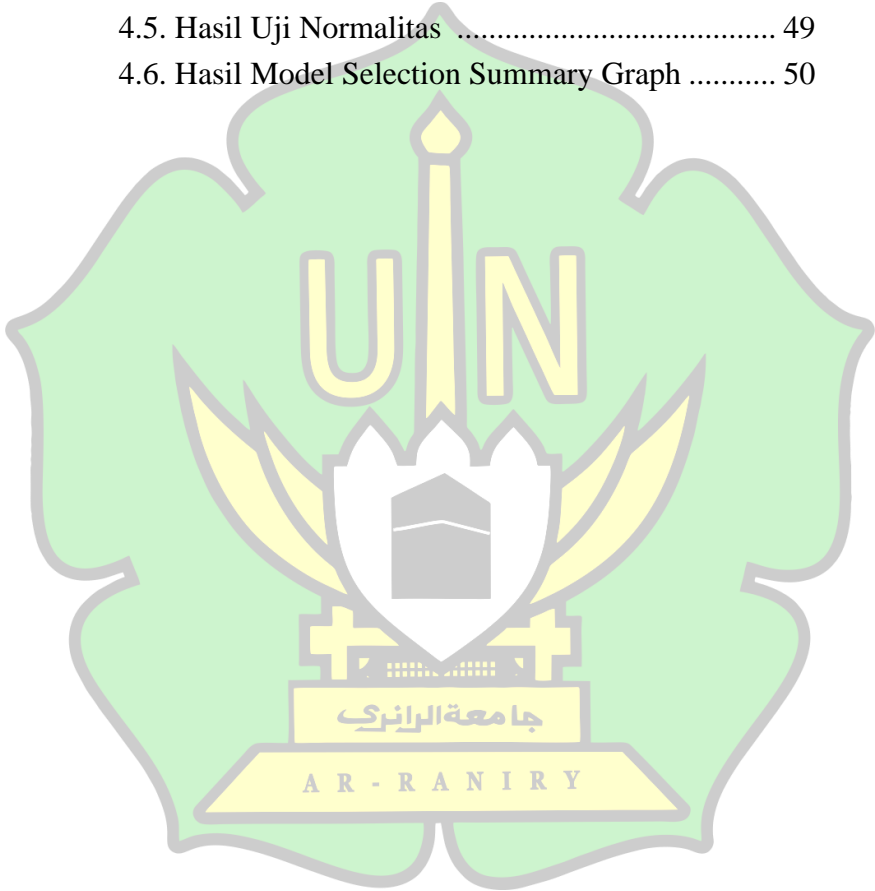 4.5. Hasil Uji Normalitas .................................... 49
4.6. Hasil Model Selection Summary Graph ........... 50
UIN
جامعةالرانري
AR-RANIRY